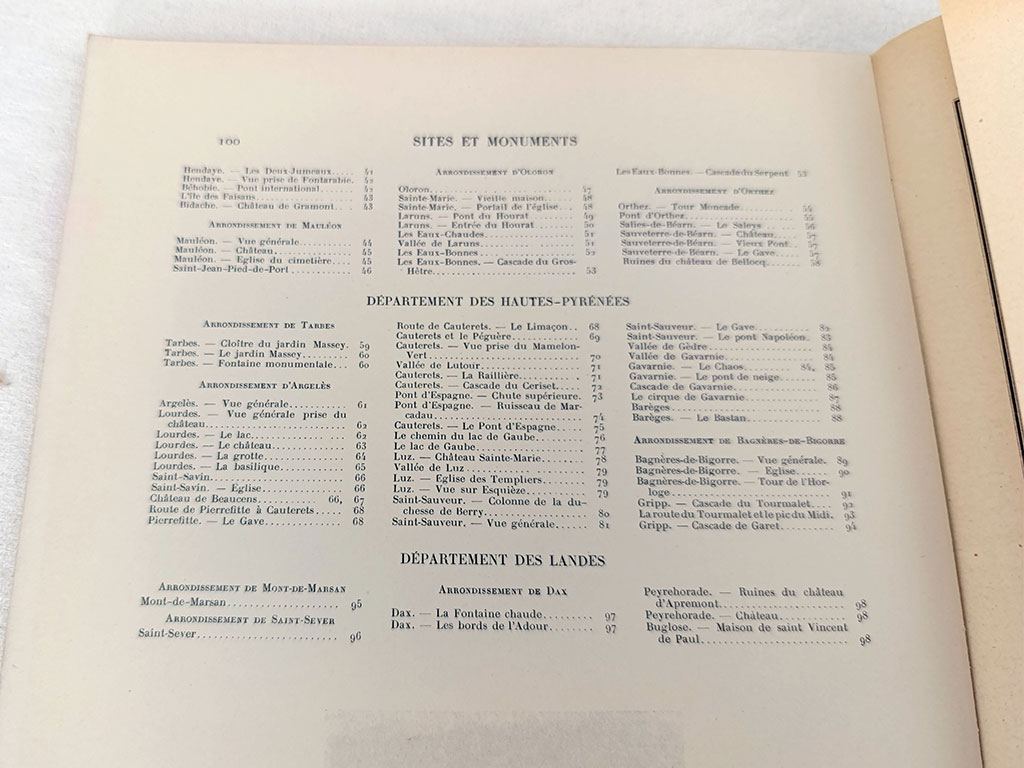 100
SITES ET MONUMENTS
Hendaye. — Les Deux Jumeaux..... 41
Hendaye. — Vue prise de Fontarabie. 42
Béhobie. — Pont international....... 42
L'île des Faisans.................... 43
Bidache. — Château de Gramont..... 43
Arrondissement de Mauléon
Mauléon. — Vue générale........... 44
Mauléon. — Château............... 45
Mauléon. — Eglise du cimetière...... 45
Saint-Jean-Pied-de-Port............. 46
Arrondissement d'Oloron
Oloron............................. 47
Sainte-Marie. — Vieille maison....... 48
Sainte-Marie. — Portail de l'église.... 48
Laruns. — Pont du Hourat.......... 49
Laruns. — Entrée du Hourat........ 50
Les Eaux-Chaudes.................. 51
Vallée de Laruns................... 51
Les Eaux-Bonnes................... 52
Les Eaux-Bonnes. — Cascade du Gros-
Hêtre........................... 53
Les Eaux-Bonnes. — Cascade du Serpent 53
Arrondissement d'Orthez
Orthez. — Tour Moncade............ 54
Pont d'Orthez...................... 55
Salies-de-Béarn. — Le Saleys........ 56
Sauveterre-de-Béarn. — Château..... 57
Sauveterre-de-Béarn. — Vieux Pont.. 57
Sauveterre-de-Béarn. — Le Gave..... 57
Ruines du château de Bellocq........ 58
DÉPARTEMENT DES HAUTES-PYRÉNÉES
Arrondissement de Tarbes
Tarbes. — Cloître du jardin Massey. 59
Tarbes. — Le jardin Massey........ 60
Tarbes. — Fontaine monumentale... 60
Arrondissement d'Argelès
Argelès. — Vue générale............ 61
Lourdes. — Vue générale prise du
château........................ 62
Lourdes. — Le lac................. 62
Lourdes. — Le château............. 63
Lourdes. — La grotte............... 64
Lourdes. — La basilique............ 65
Saint-Savin........................ 66
Saint-Savin. — Eglise............... 66
Château de Beaucens........... 66, 67
Route de Pierrefitte à Cauterets..... 68
Pierrefitte. — Le Gave.............. 68
Route de Cauterets. — Le Limaçon.. 68
Cauterets et le Péguère............. 69
Cauterets. — Vue prise du Mamelon-
Vert........................... 70
Vallée de Lutour................... 71
Cauterets. — La Raillière........... 71
Cauterets. — Cascade du Ceriset.... 72
Pont d'Espagne. — Chute supérieure. 73
Pont d'Espagne. — Ruisseau de Mar-
cadau.......................... 74
Cauterets. — Le Pont d'Espagne..... 75
Le chemin du lac de Gaube......... 76
Le lac de Gaube................... 77
Luz. — Château Sainte-Marie....... 78
Vallée de Luz..................... 79
Luz. — Eglise des Templiers........ 79
Luz. — Vue sur Esquièze........... 79
Saint-Sauveur. — Colonne de la du-
chesse de Berry................. 80
Saint-Sauveur. — Vue générale...... 81
Saint-Sauveur. — Le Gave.......... 82
Saint-Sauveur. — Le pont Napoléon. 83
Vallée de Gèdre.................... 84
Vallée de Gavarnie................. 84
Gavarnie. — Le Chaos.......... 84, 85
Gavarnie. — Le pont de neige....... 85
Cascade de Gavarnie................ 86
Le cirque de Gavarnie.............. 87
Barèges........................... 88
Barèges. — Le Bastan.............. 88
Arrondissement de Bagnères-de-Bigorre
Bagnères-de-Bigorre. — Vue générale. 89
Bagnères-de-Bigorre. — Eglise....... 90
Bagnères-de-Bigorre. — Tour de l'Hor-
loge............................ 91
Gripp. — Cascade du Tourmalet..... 92
La route du Tourmalet et le pic du Midi. 93
Gripp. — Cascade de Garet.......... 94
DÉPARTEMENT DES LANDES
Arrondissement de Mont-de-Marsan
Mont-de-Marsan.................... 95
Arrondissement de Saint-Sever
Saint-Sever........................ 96
Arrondissement de Dax
Dax. — La Fontaine chaude......... 97
Dax. — Les bords de l'Adour........ 97
Peyrehorade. — Ruines du château
d'Apremont..................... 98
Peyrehorade. — Château............ 98
Buglose. — Maison de saint Vincent
de Paul......................... 98